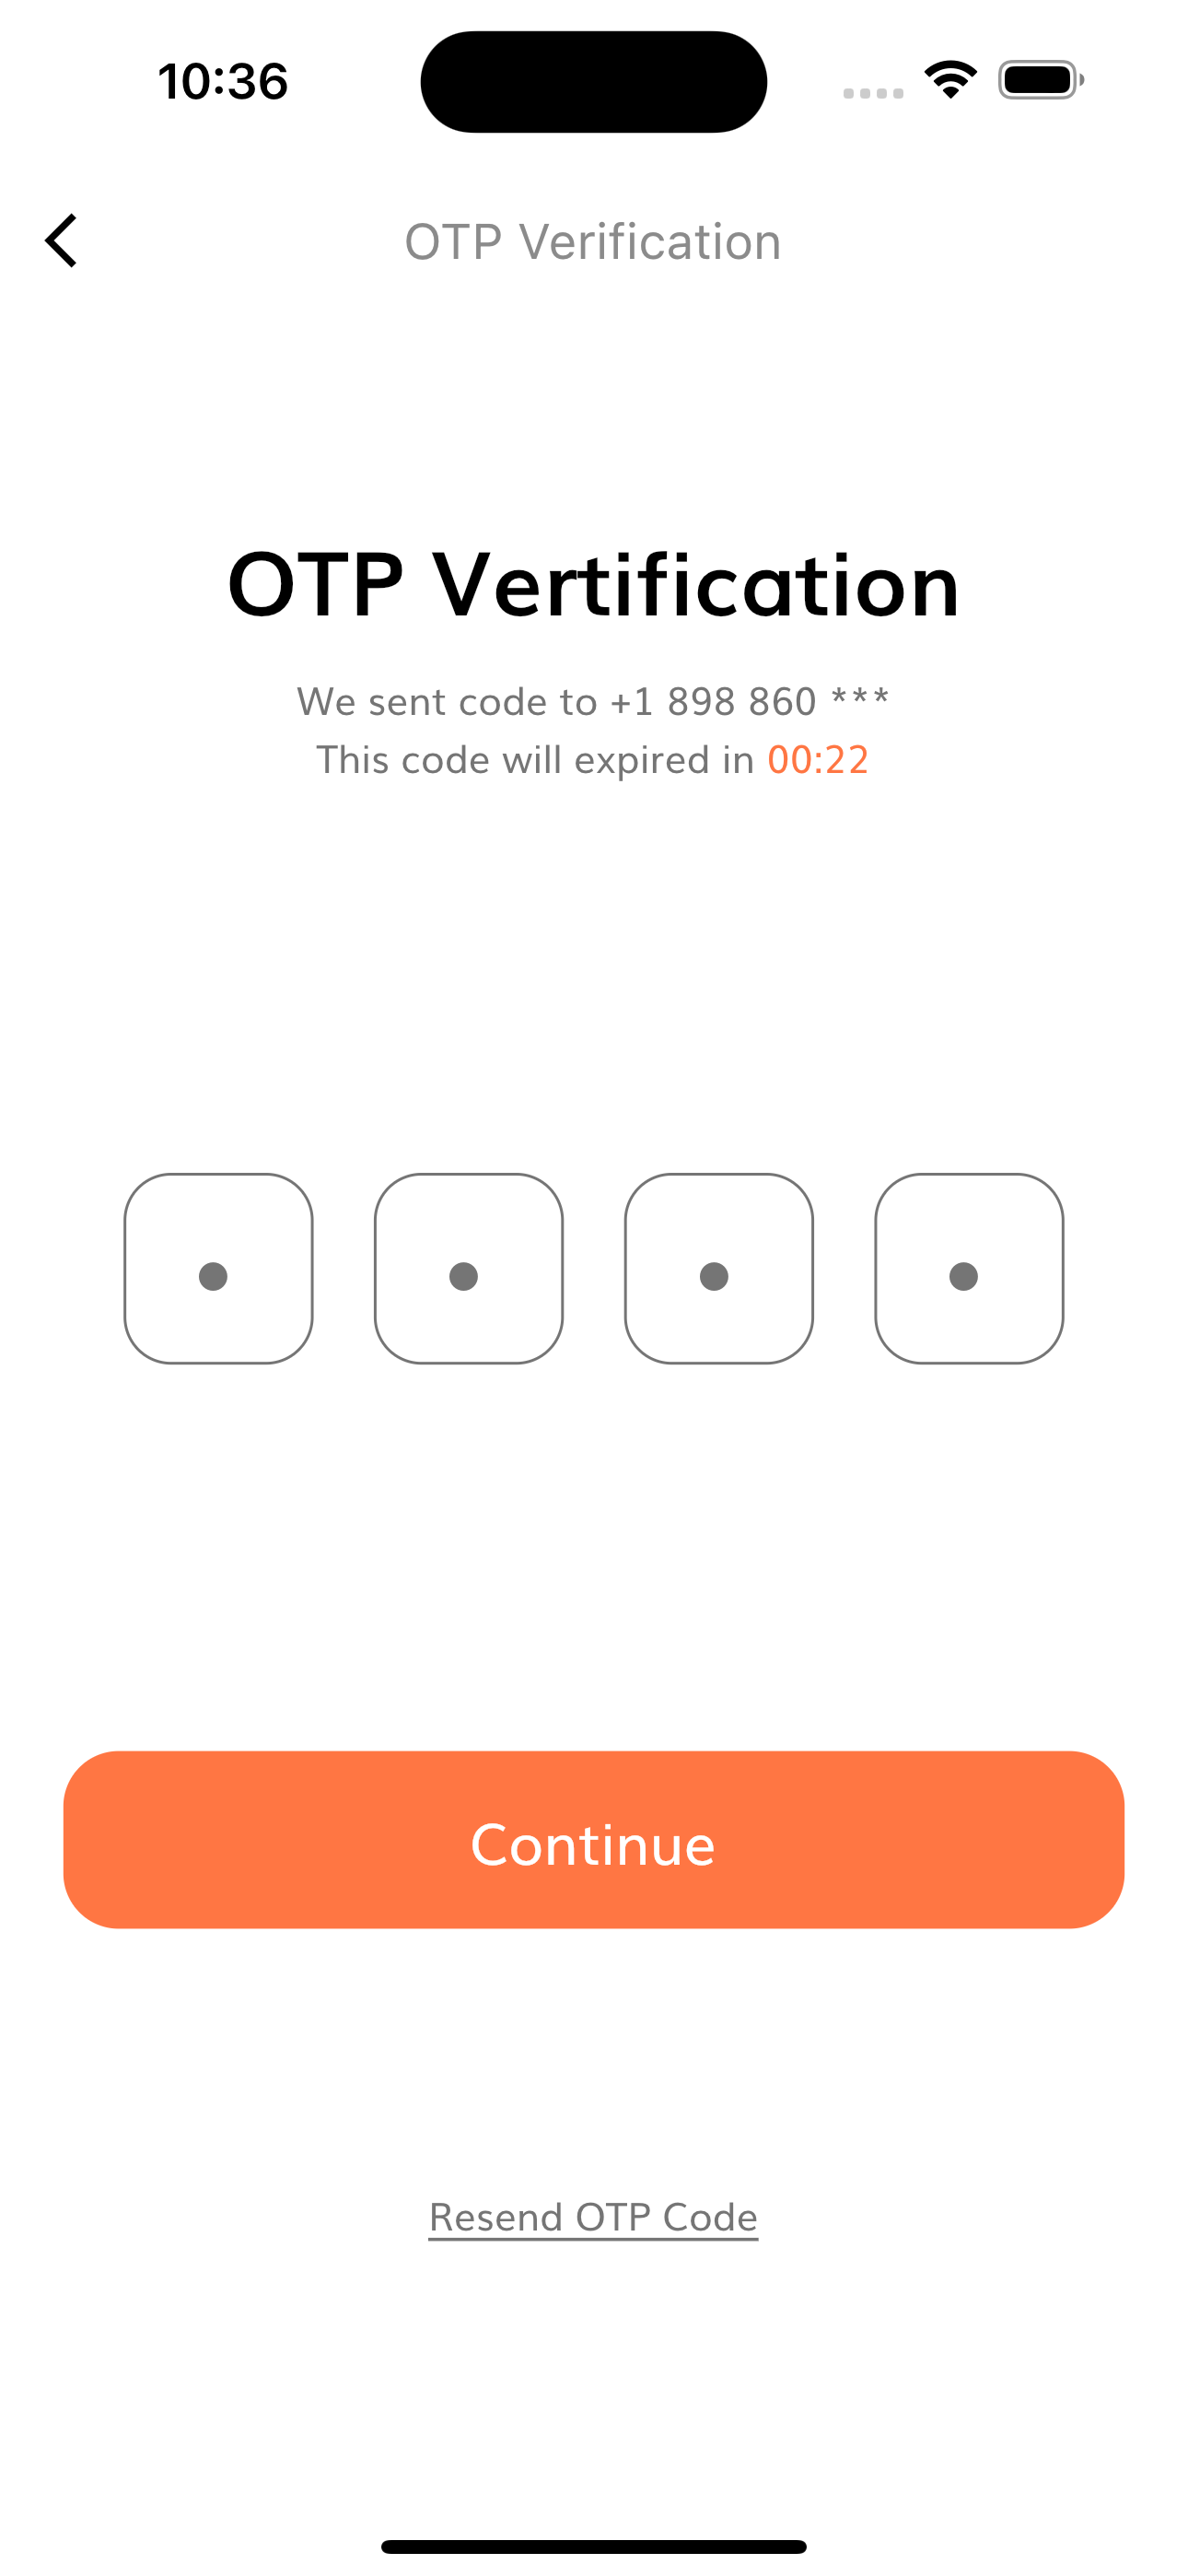 10:36
OTP Verification
OTP Vertification
We sent code to +1 898 860 ***
This code will expired in 00:22
Continue
Resend OTP Code